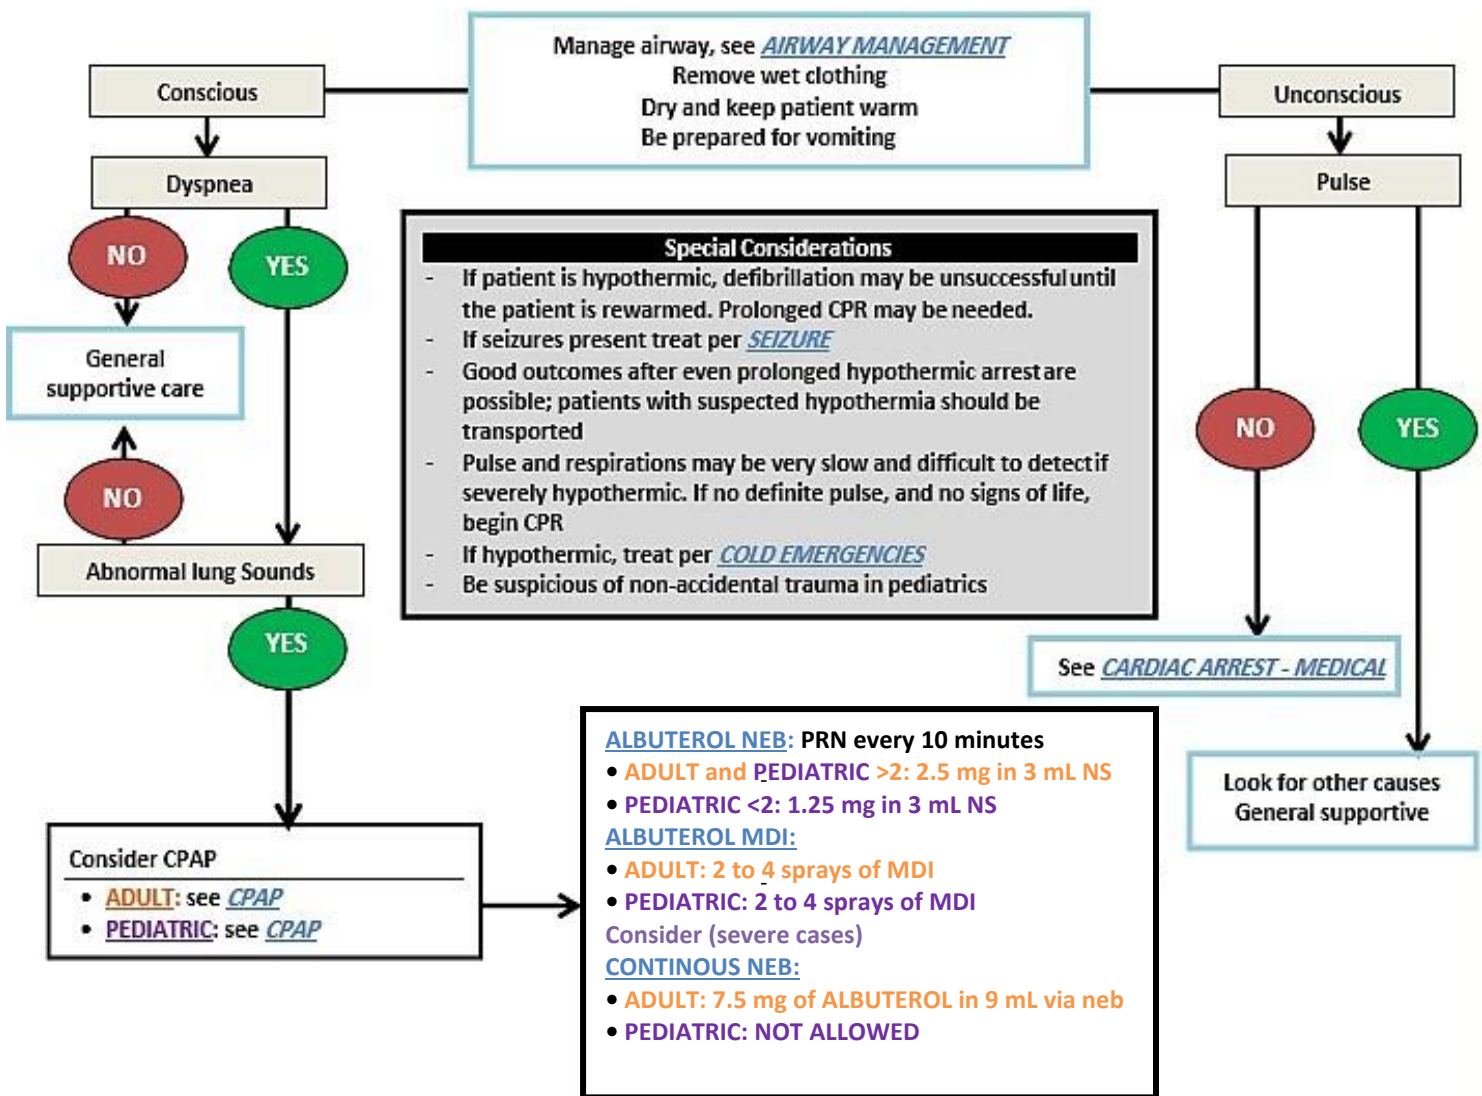 Manage airway, see AIRWAY MANAGEMENT
Remove wet clothing
Dry and keep patient warm
Be prepared for vomiting
Conscious
Unconscious
Dyspnea
Pulse
NO
YES
Special Considerations
- If patient is hypothermic, defibrillation may be unsuccessful until
the patient is rewarmed. Prolonged CPR may be needed.
- If seizures present treat per SEIZURE
- Good outcomes after even prolonged hypothermic arrest are
possible; patients with suspected hypothermia should be
transported
- Pulse and respirations may be very slow and difficult to detect if
severely hypothermic. If no definite pulse, and no signs of life,
begin CPR
- If hypothermic, treat per COLD EMERGENCIES
- Be suspicious of non-accidental trauma in pediatrics
General
supportive care
NO
YES
NO
Abnormal lung Sounds
YES
See CARDIAC ARREST - MEDICAL
Look for other causes
General supportive
Consider CPAP
• ADULT: see CPAP
• PEDIATRIC: see CPAP
ALBUTEROL NEB: PRN every 10 minutes
• ADULT and PEDIATRIC >2: 2.5 mg in 3 mL NS
• PEDIATRIC <2: 1.25 mg in 3 mL NS
ALBUTEROL MDI:
• ADULT: 2 to 4 sprays of MDI
• PEDIATRIC: 2 to 4 sprays of MDI
Consider (severe cases)
CONTINOUS NEB:
• ADULT: 7.5 mg of ALBUTEROL in 9 mL via neb
• PEDIATRIC: NOT ALLOWED